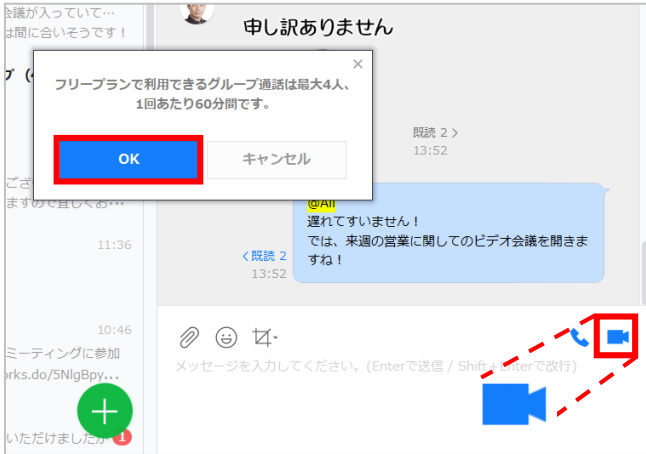 会議が入っていて…
は間に合いそうです！
申し訳ありません
フリープランで利用できるグループ通話は最大4人、
1回あたり60分間です。
OK
キャンセル
既読 2 >
13:52
ござ
ますので宜しくお…
@All
遅れてすいません！
では、来週の営業に関してのビデオ会議を開きま
すね！
11:36
<既読 2
13:52
10:46
ミーティングに参加
rks.do/5NlgBpy...
メッセージを入力してください。(Enterで送信 / Shift+Enterで改行)
いただけましたか 1